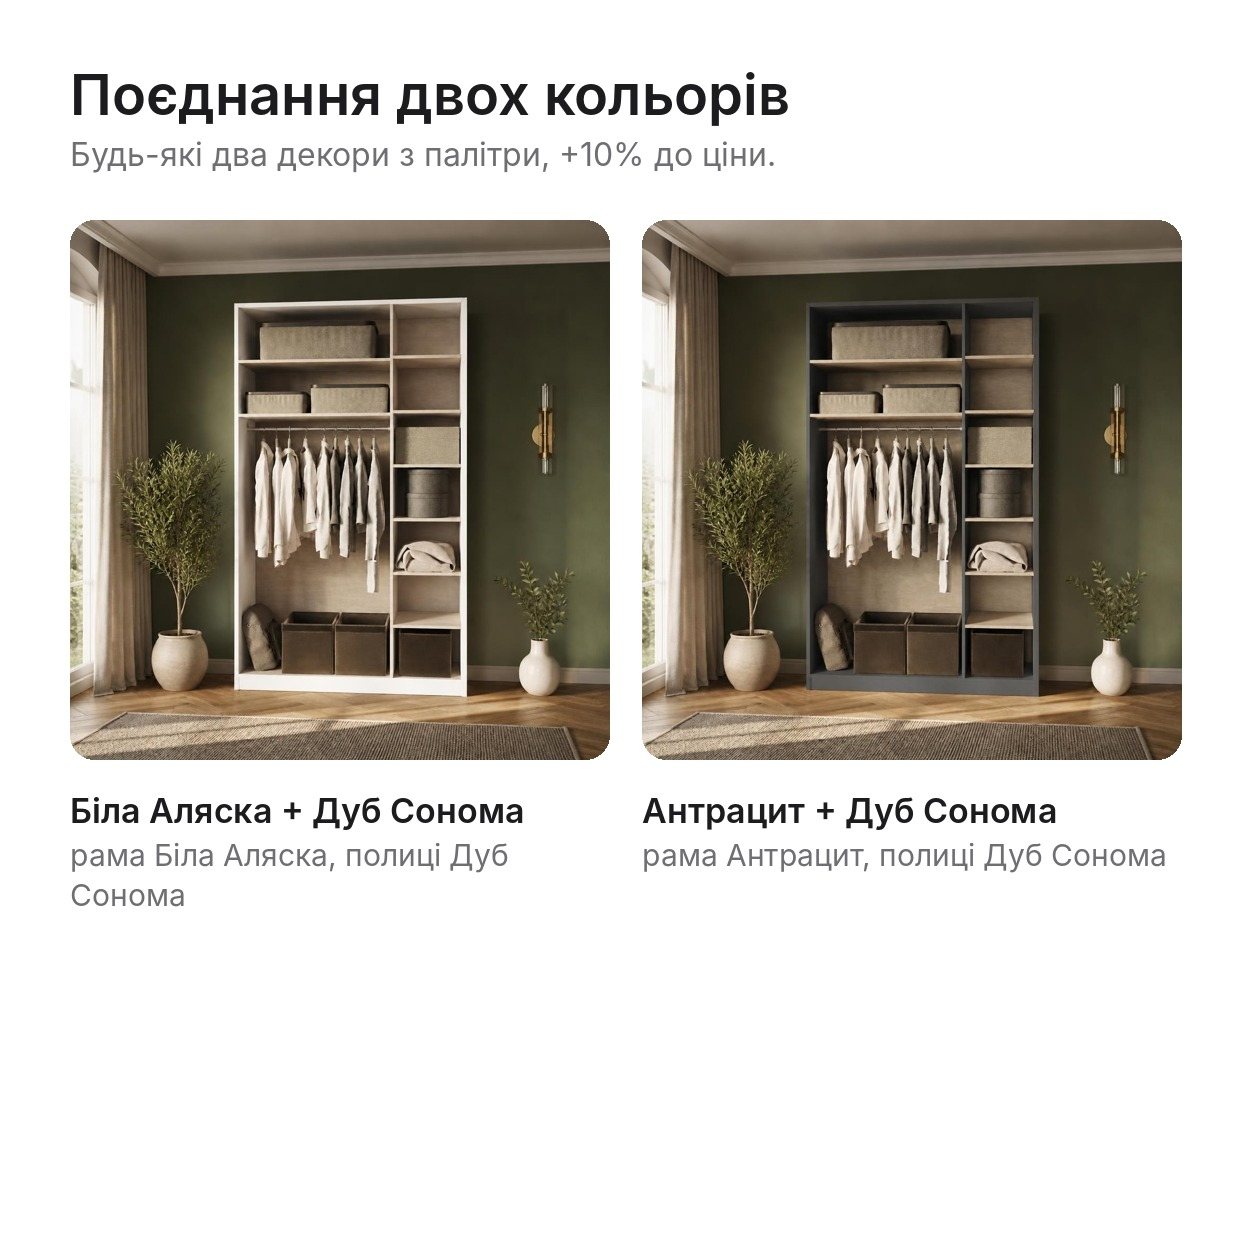 Поєднання двох кольорів
Будь-які два декори з палітри, +10% до ціни.
Біла Аляска + Дуб Сонома
рама Біла Аляска, полиці Дуб
Сонома
Антрацит + Дуб Сонома
рама Антрацит, полиці Дуб Сонома